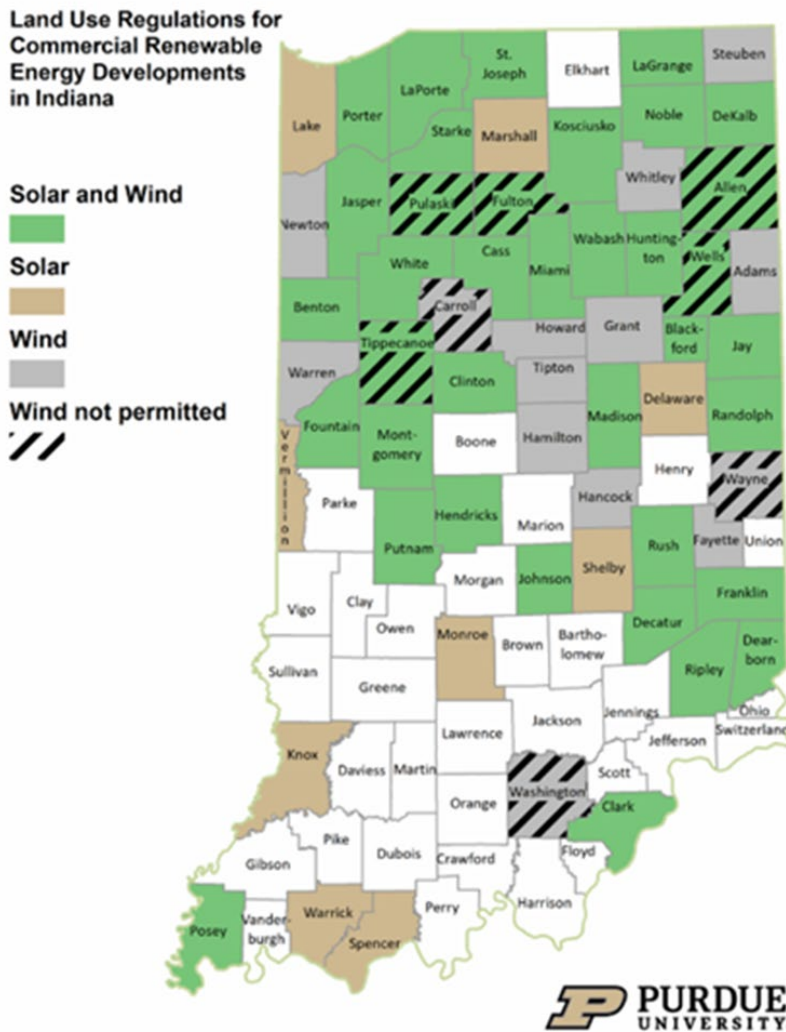 Land Use Regulations for
Commercial Renewable
Energy Developments
in Indiana
Solar and Wind
Solar
Wind
Wind not permitted
St.
Joseph
Elkhart
LaGrange
Steuben
LaPorte
Porter
Lake
Starke
Marshall
Kosciusko
Noble
DeKalb
Newton
Jasper
Pulaski
Fulton
Whitley
Allen
White
Cass
Miami
Wabash
Hunting-
ton
Wells
Adams
Benton
Carroll
Howard
Grant
Black-
ford
Jay
Tippecanoe
Warren
Clinton
Tipton
Delaware
Randolph
Madison
Fountain
Mont-
gomery
Boone
Hamilton
Vermillion
Parke
Hendricks
Marion
Hancock
Henry
Wayne
Putnam
Morgan
Johnson
Shelby
Rush
Fayette
Union
Franklin
Vigo
Clay
Owen
Monroe
Brown
Bartho-
lomew
Decatur
Ripley
Dear-
born
Sullivan
Greene
Jackson
Jennings
Ohio
Switzerland
Jefferson
Lawrence
Knox
Daviess
Martin
Orange
Washington
Scott
Clark
Gibson
Pike
Dubois
Crawford
Floyd
Harrison
Perry
Posey
Vander-
burgh
Warrick
Spencer
P PURDUE
UNIVERSITY